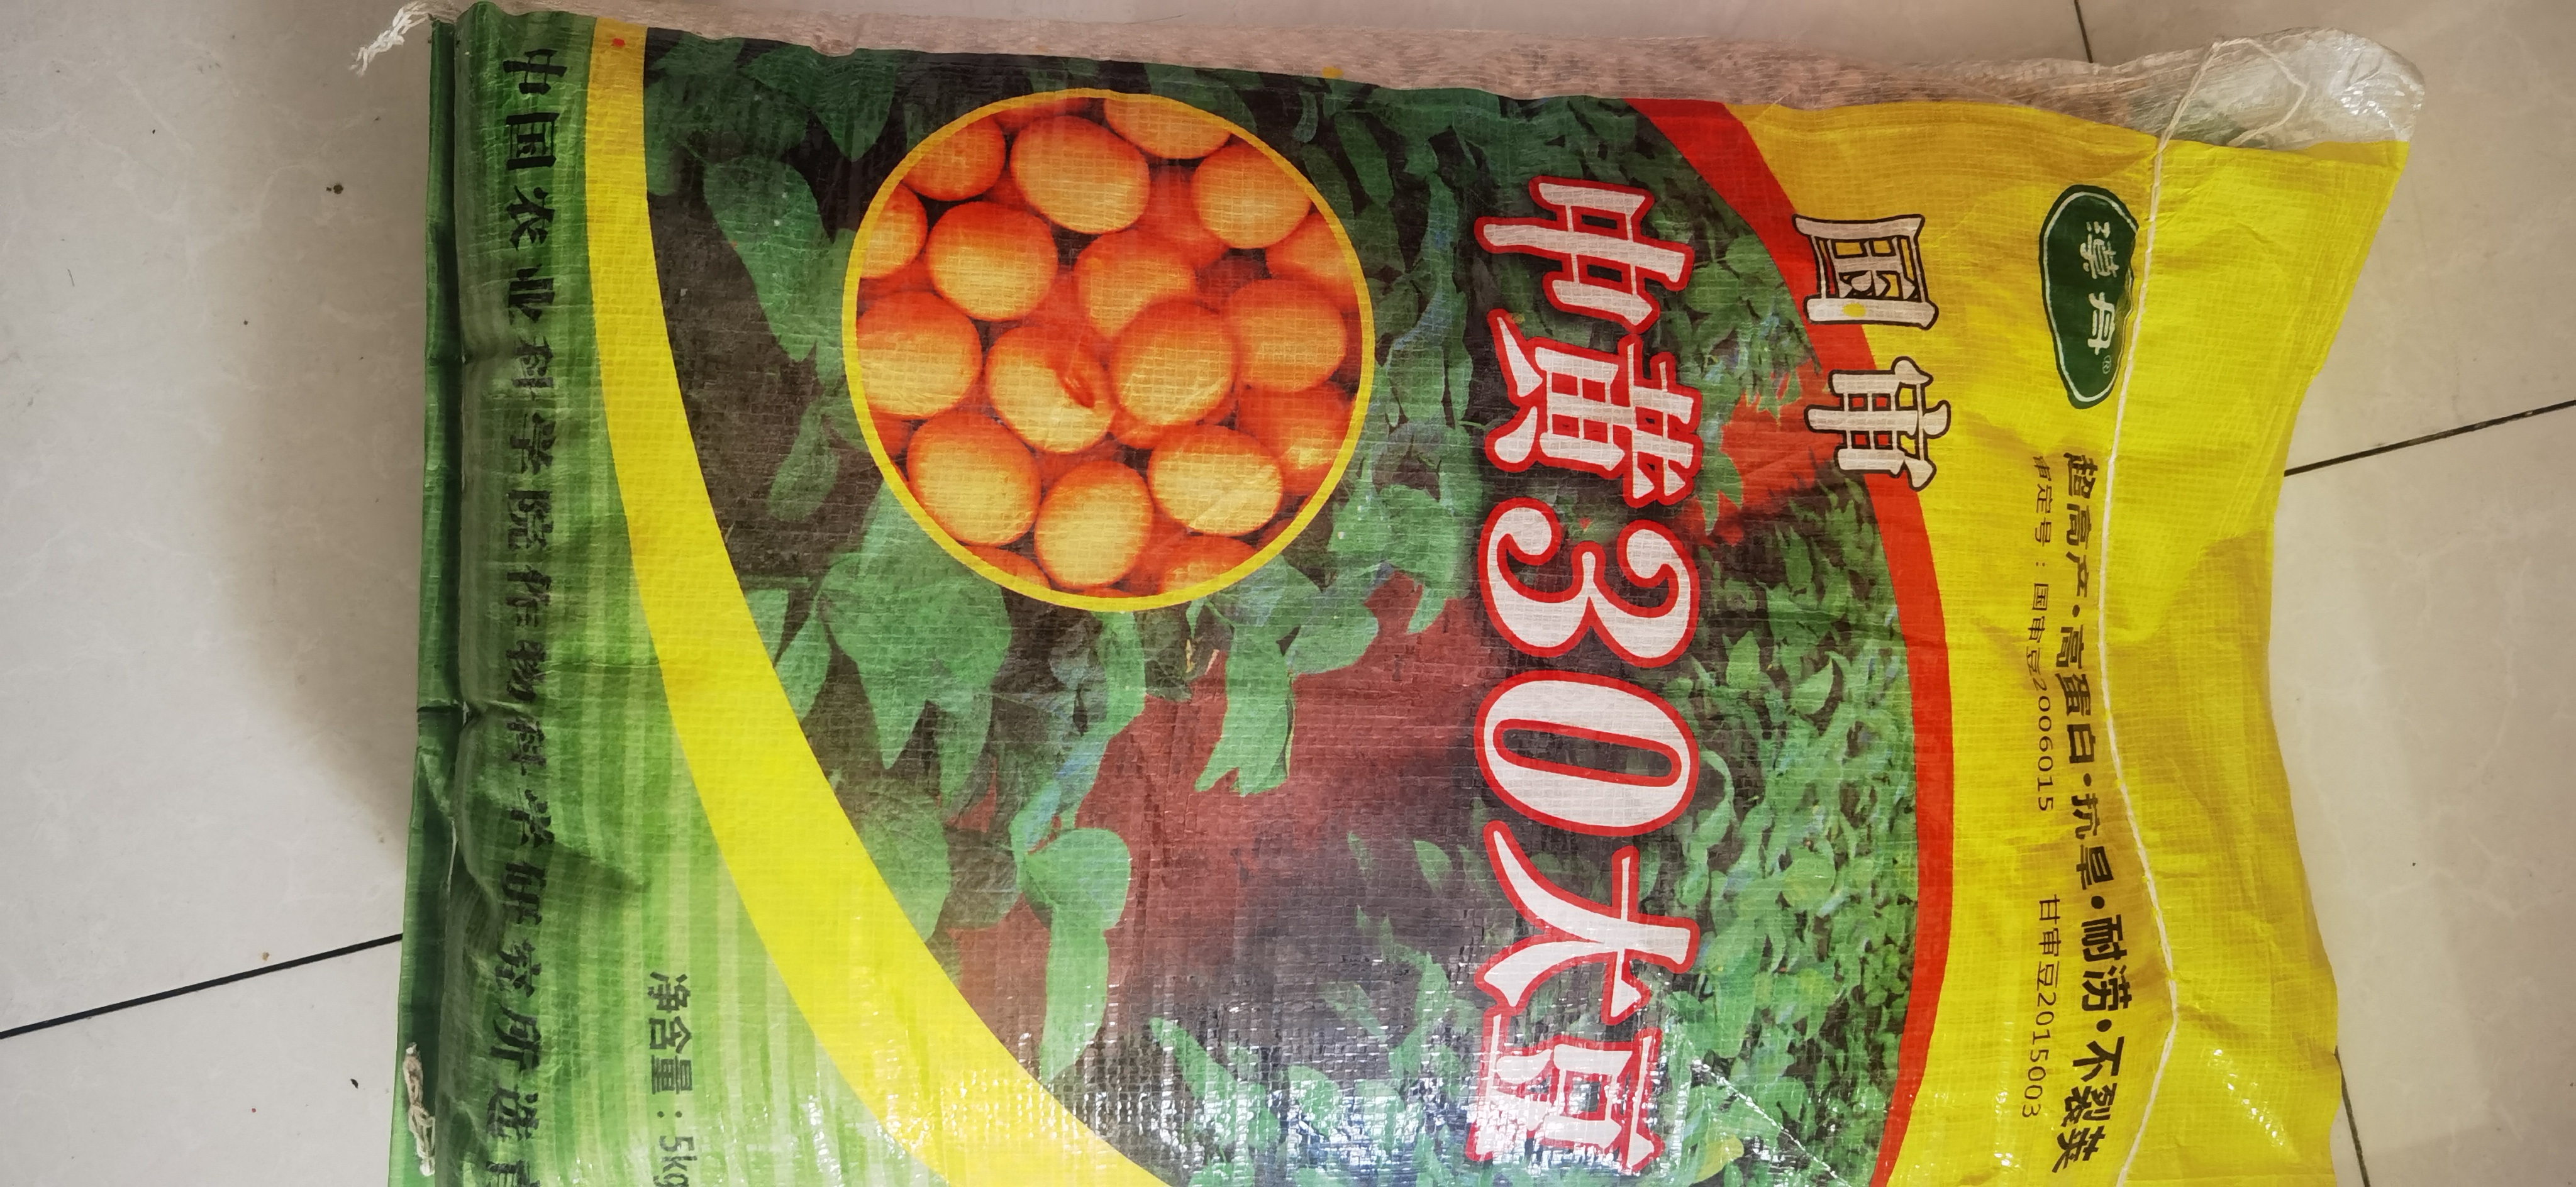 国审
超高产·高蛋白·抗旱·耐涝·不裂荚
审定号：国审豆2006015 甘审豆2015003
中黄30大豆
净含量：5kg
中国农业科学院作物科学研究所选育